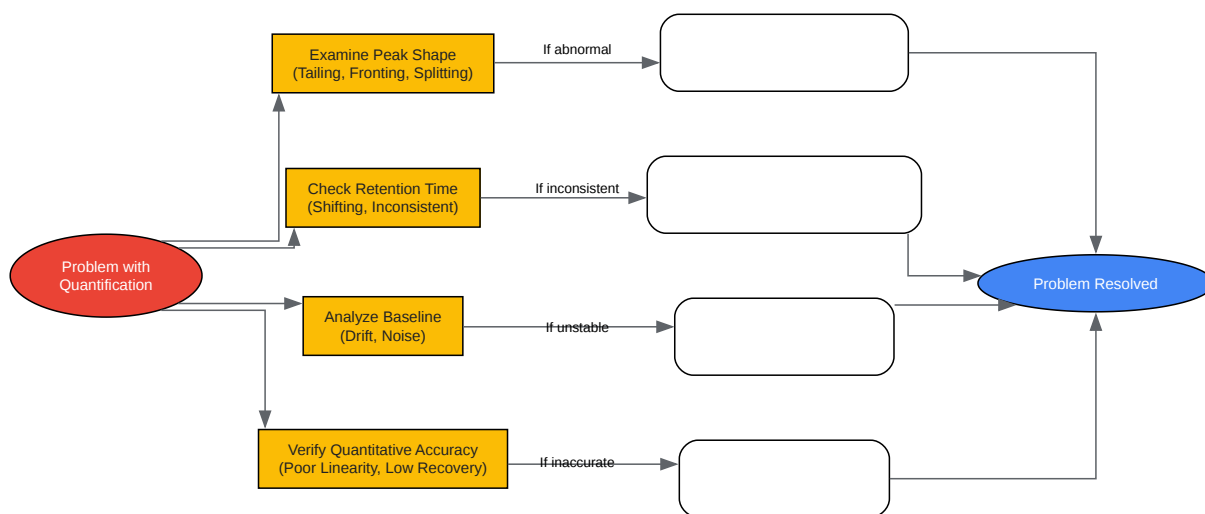 Examine Peak Shape
(Tailing, Fronting, Splitting)
If abnormal
Check Retention Time
(Shifting, Inconsistent)
If inconsistent
Problem with
Quantification
Problem Resolved
Analyze Baseline
(Drift, Noise)
If unstable
Verify Quantitative Accuracy
(Poor Linearity, Low Recovery)
If inaccurate